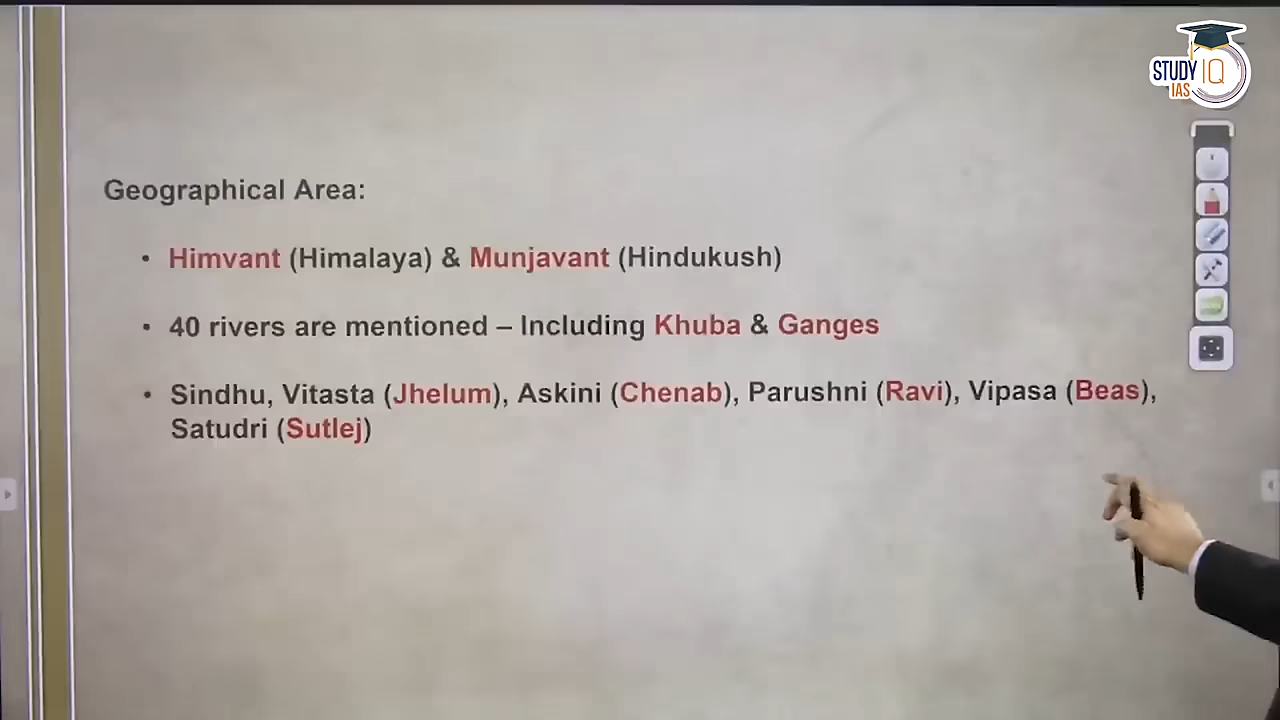 STUDY IQ
IAS
Geographical Area:
• Himvant (Himalaya) & Munjavant (Hindukush)
• 40 rivers are mentioned – Including Khuba & Ganges
• Sindhu, Vitasta (Jhelum), Askini (Chenab), Parushni (Ravi), Vipasa (Beas),
Satudri (Sutlej)